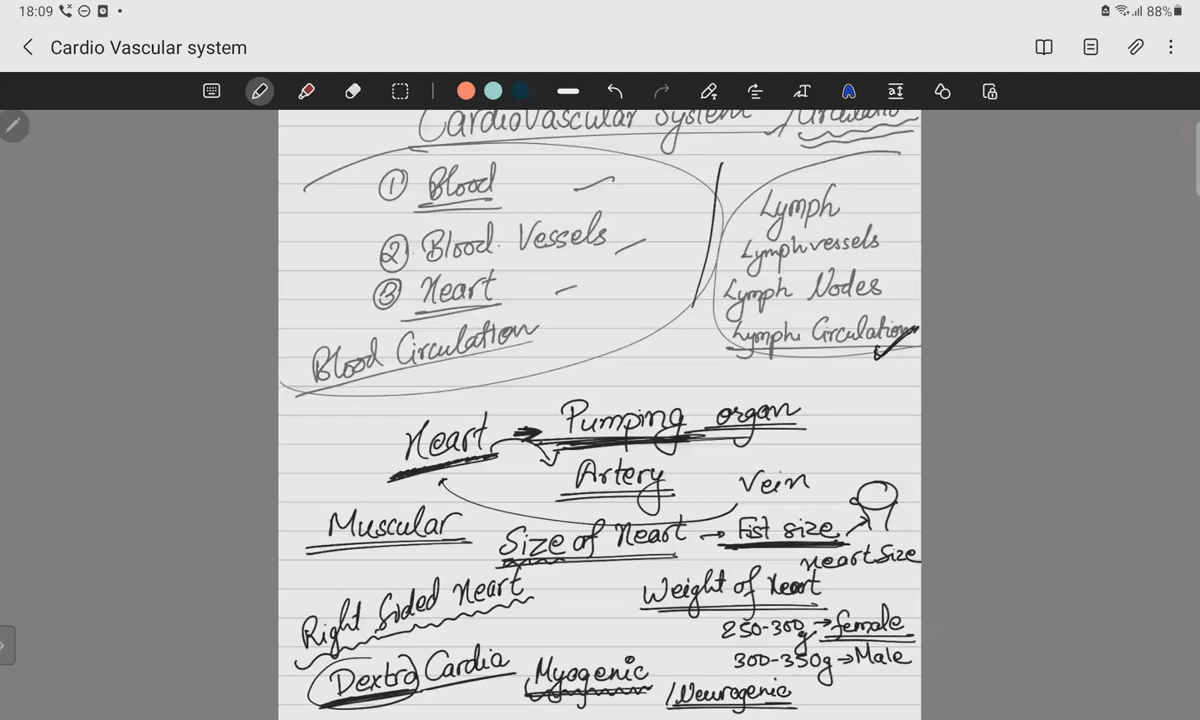 18:09
88%
Cardio Vascular system
CardioVascular System / Circulatio
① Blood
② Blood Vessels
③ Heart
Blood Circulation
Lymph
Lymphvessels
Lymph Nodes
Lymph Circulation
Heart → Pumping organ
Artery
Vein
Muscular
Size of Heart → Fist size
Heart Size
Right Sided Heart
Weight of Heart
250-300g → female
300-350g → Male
Dextro Cardia
Myogenic
/Neurogenic